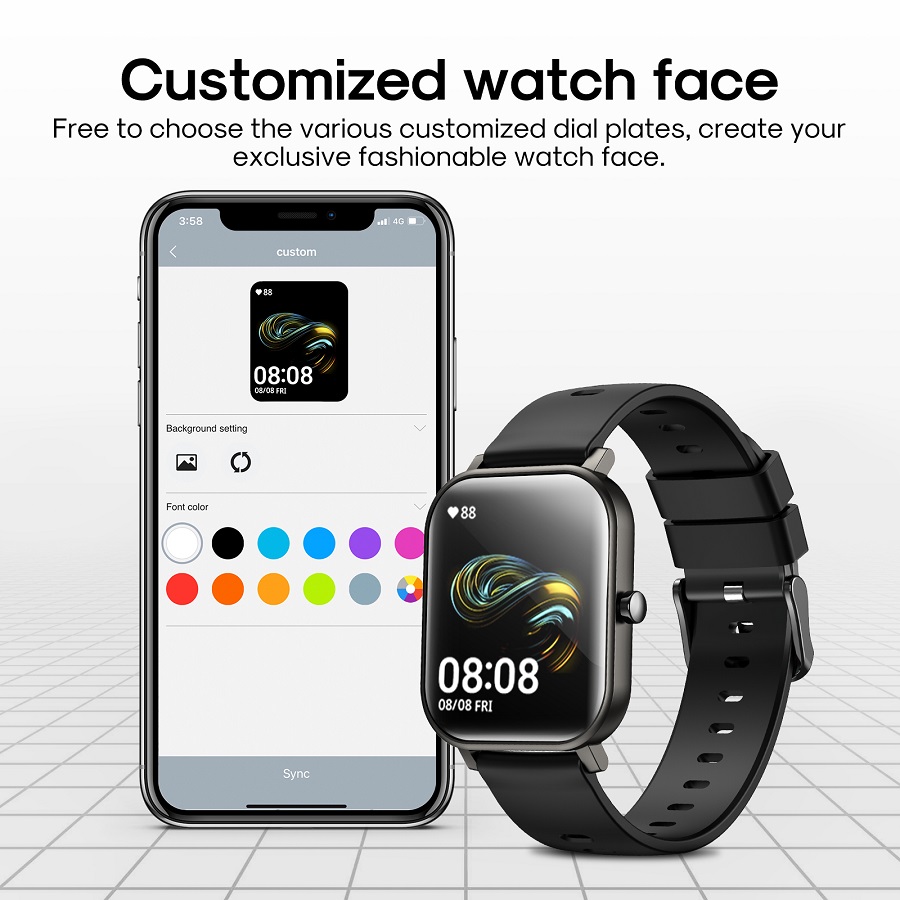 Customized watch face
Free to choose the various customized dial plates, create your
exclusive fashionable watch face.
3:58
4G
custom
88
08:08
08/08 FRI
Background setting
Font color
Sync
88
08:08
08/08 FRI